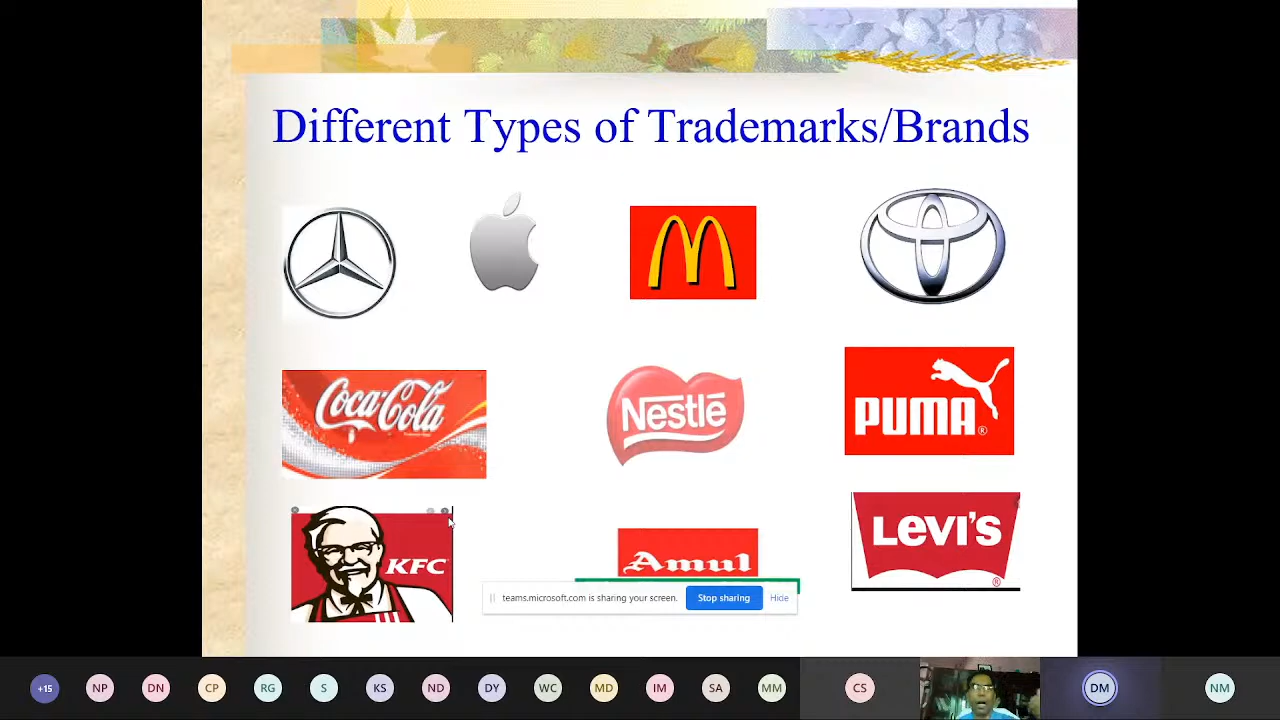 Different Types of Trademarks/Brands
Coca-Cola
Nestlé
PUMA®
KFC
Amul
LEVI'S
®
teams.microsoft.com is sharing your screen.
Stop sharing
Hide
+15
NP
DN
CP
RG
S
KS
ND
DY
WC
MD
IM
SA
MM
CS
DM
NM